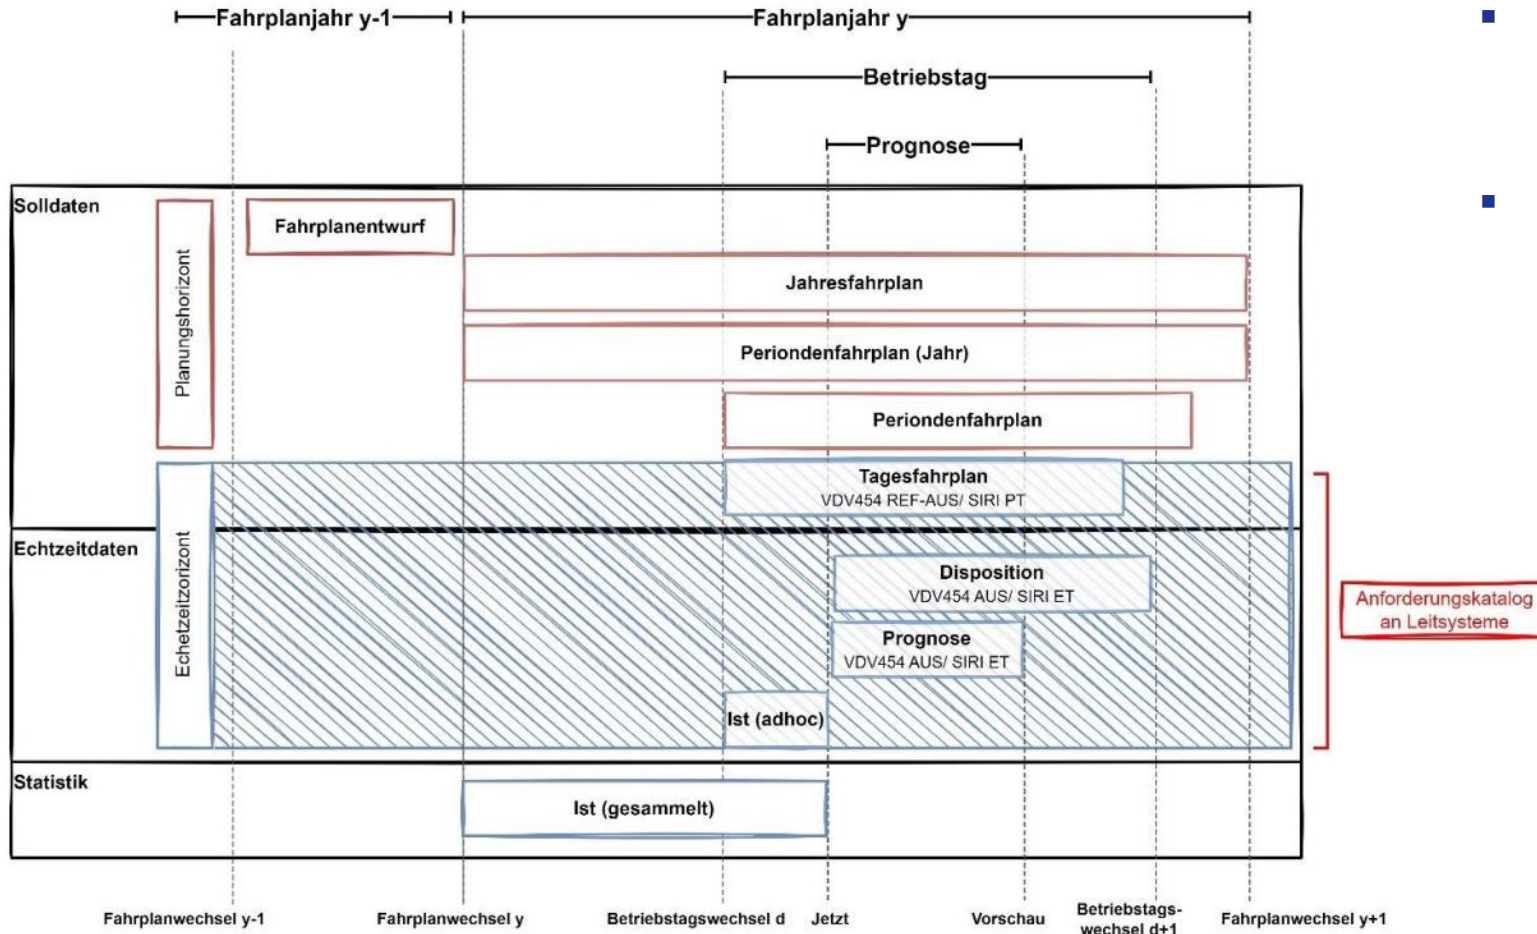 Fahrplanjahr y-1
Fahrplanjahr y
Betriebstag
Prognose
Solldaten
Planungshorizont
Fahrplanentwurf
Jahresfahrplan
Periondenfahrplan (Jahr)
Periondenfahrplan
Tagesfahrplan
VDV454 REF-AUS/ SIRI PT
Echtzeitdaten
Echetzeitzorizont
Disposition
VDV454 AUS/ SIRI ET
Prognose
VDV454 AUS/ SIRI ET
Ist (adhoc)
Anforderungskatalog
an Leitsysteme
Statistik
Ist (gesammelt)
Fahrplanwechsel y-1
Fahrplanwechsel y
Betriebstagswechsel d
Jetzt
Vorschau
Betriebstags-
wechsel d+1
Fahrplanwechsel y+1